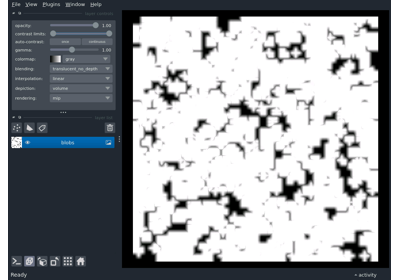 File View Plugins Window Help
opacity: 1.00
contrast limits:
auto-contrast: once continuous
gamma: 1.00
colormap: gray
blending: translucent_no_depth
interpolation: linear
depiction: volume
rendering: mip
blobs
Ready
activity